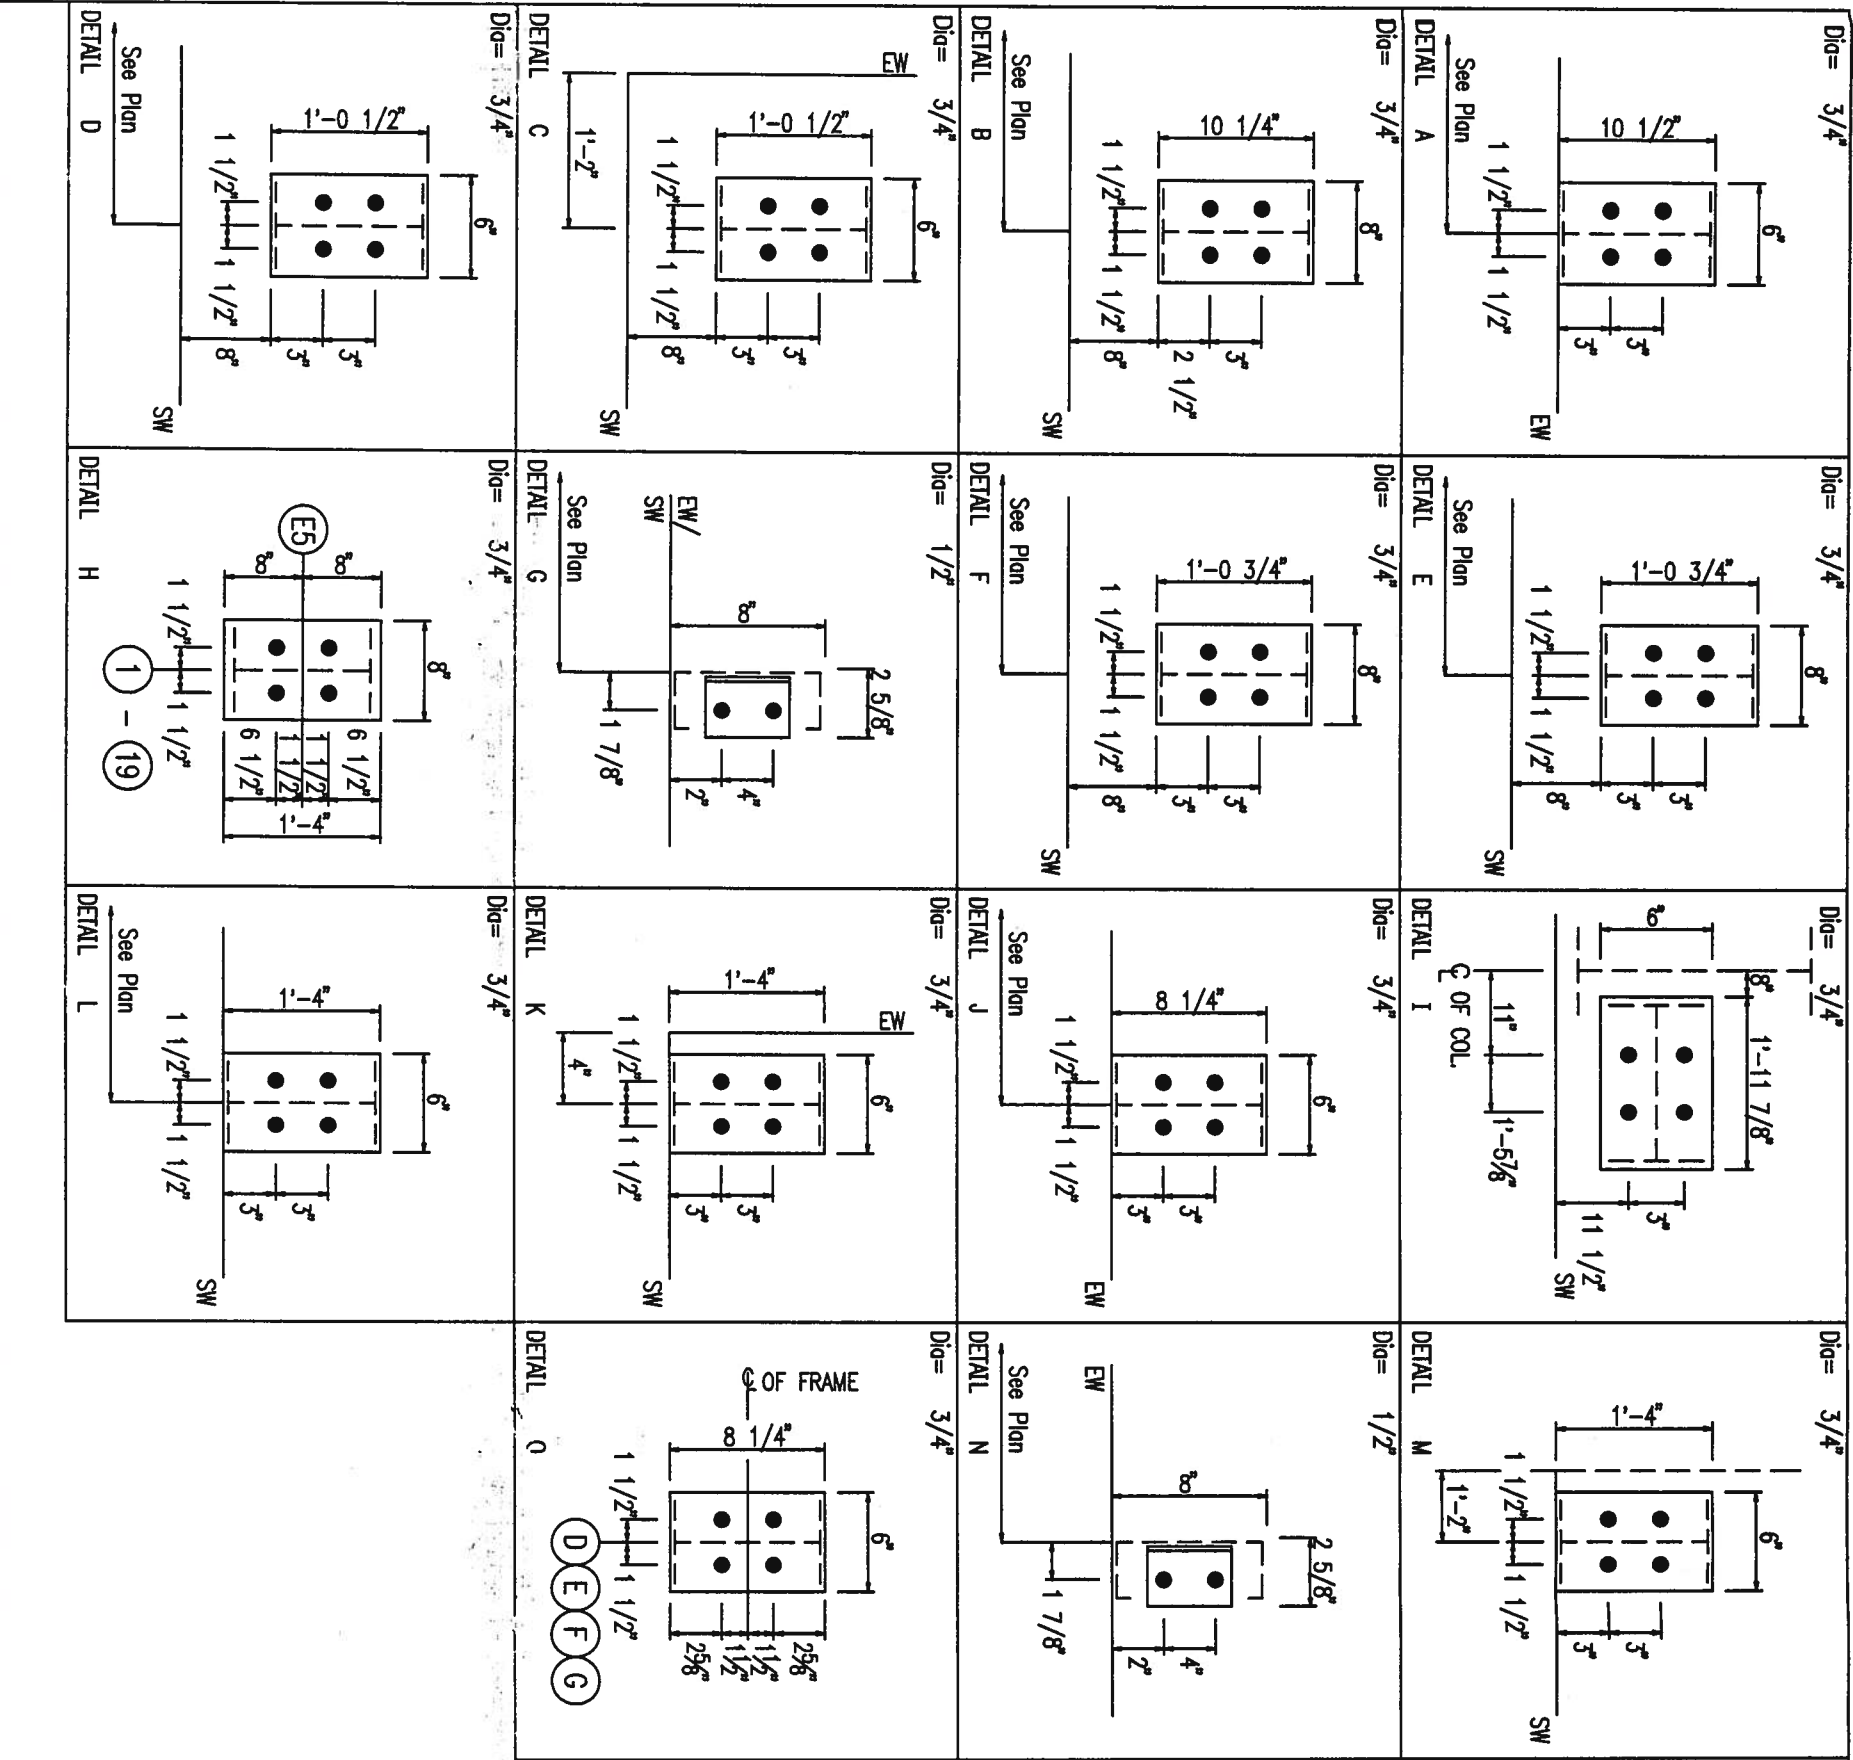 Dia= 3/4"
10 1/2"
6"
1 1/2"
1 1/2"
3"
3"
EW
See Plan
DETAIL A
Dia= 3/4"
1'-0 3/4"
8"
1 1/2"
1 1/2"
3"
3"
8"
SW
See Plan
DETAIL E
Dia= 3/4"
8"
1'-11 7/8"
6"
3"
11 1/2"
SW
11"
1'-5 7/8"
CL OF COL.
DETAIL I
Dia= 3/4"
1'-4"
6"
1 1/2"
1 1/2"
3"
3"
1'-2"
SW
DETAIL M
Dia= 3/4"
10 1/4"
8"
1 1/2"
1 1/2"
3"
2 1/2"
8"
SW
See Plan
DETAIL B
Dia= 3/4"
1'-0 3/4"
8"
1 1/2"
1 1/2"
3"
3"
8"
SW
See Plan
DETAIL F
Dia= 3/4"
8 1/4"
6"
1 1/2"
1 1/2"
3"
3"
EW
See Plan
DETAIL J
Dia= 1/2"
8"
2 5/8"
4"
2"
EW
1 7/8"
See Plan
DETAIL N
Dia= 3/4"
EW
1'-0 1/2"
6"
1 1/2"
1 1/2"
3"
3"
8"
SW
1'-2"
DETAIL C
Dia= 1/2"
8"
2 5/8"
4"
2"
EW/
SW
1 7/8"
See Plan
DETAIL G
Dia= 3/4"
EW
1'-4"
6"
1 1/2"
1 1/2"
3"
3"
SW
4"
DETAIL K
Dia= 3/4"
CL OF FRAME
8 1/4"
6"
2 5/8"
1 1/2
1 1/2
2 5/8"
1 1/2"
1 1/2"
D E F G
DETAIL O
Dia= 3/4"
1'-0 1/2"
6"
1 1/2"
1 1/2"
3"
3"
8"
SW
See Plan
DETAIL D
Dia= 3/4"
8"
8"
8"
E5
6 1/2"
1 1/2"
1 1/2"
6 1/2"
1'-4"
1 1/2"
1 1/2"
1 - 19
DETAIL H
Dia= 3/4"
1'-4"
6"
1 1/2"
1 1/2"
3"
3"
SW
See Plan
DETAIL L